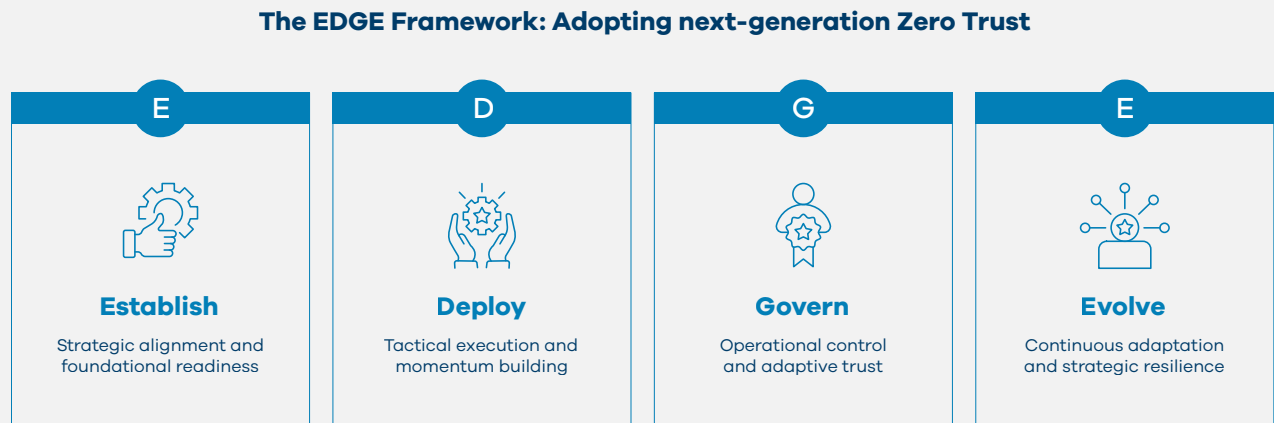 The EDGE Framework: Adopting next-generation Zero Trust
E
D
G
E
Establish
Strategic alignment and
foundational readiness
Deploy
Tactical execution and
momentum building
Govern
Operational control
and adaptive trust
Evolve
Continuous adaptation
and strategic resilience